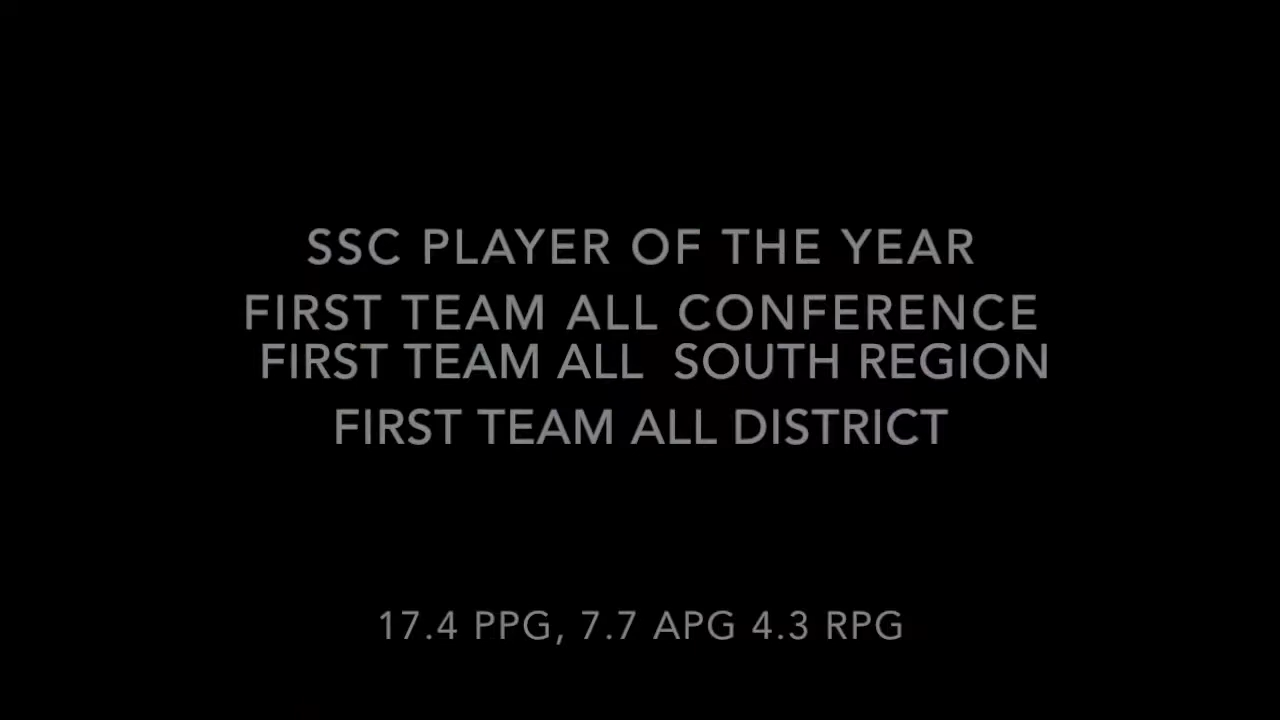 SSC PLAYER OF THE YEAR
FIRST TEAM ALL CONFERENCE
FIRST TEAM ALL SOUTH REGION
FIRST TEAM ALL DISTRICT
17.4 PPG, 7.7 APG 4.3 RPG